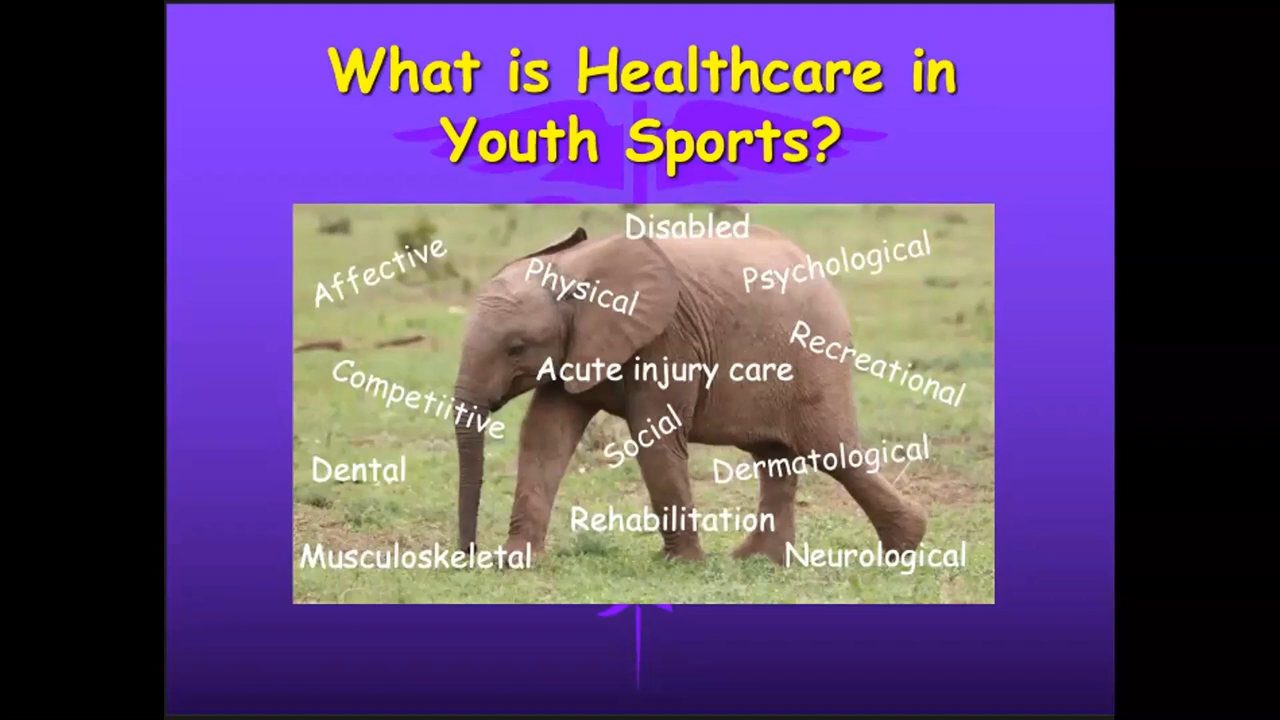 What is Healthcare in
Youth Sports?
Disabled
Affective
Physical
Psychological
Recreational
Acute injury care
Competiitive
Social
Dental
Dermatological
Rehabilitation
Musculoskeletal
Neurological